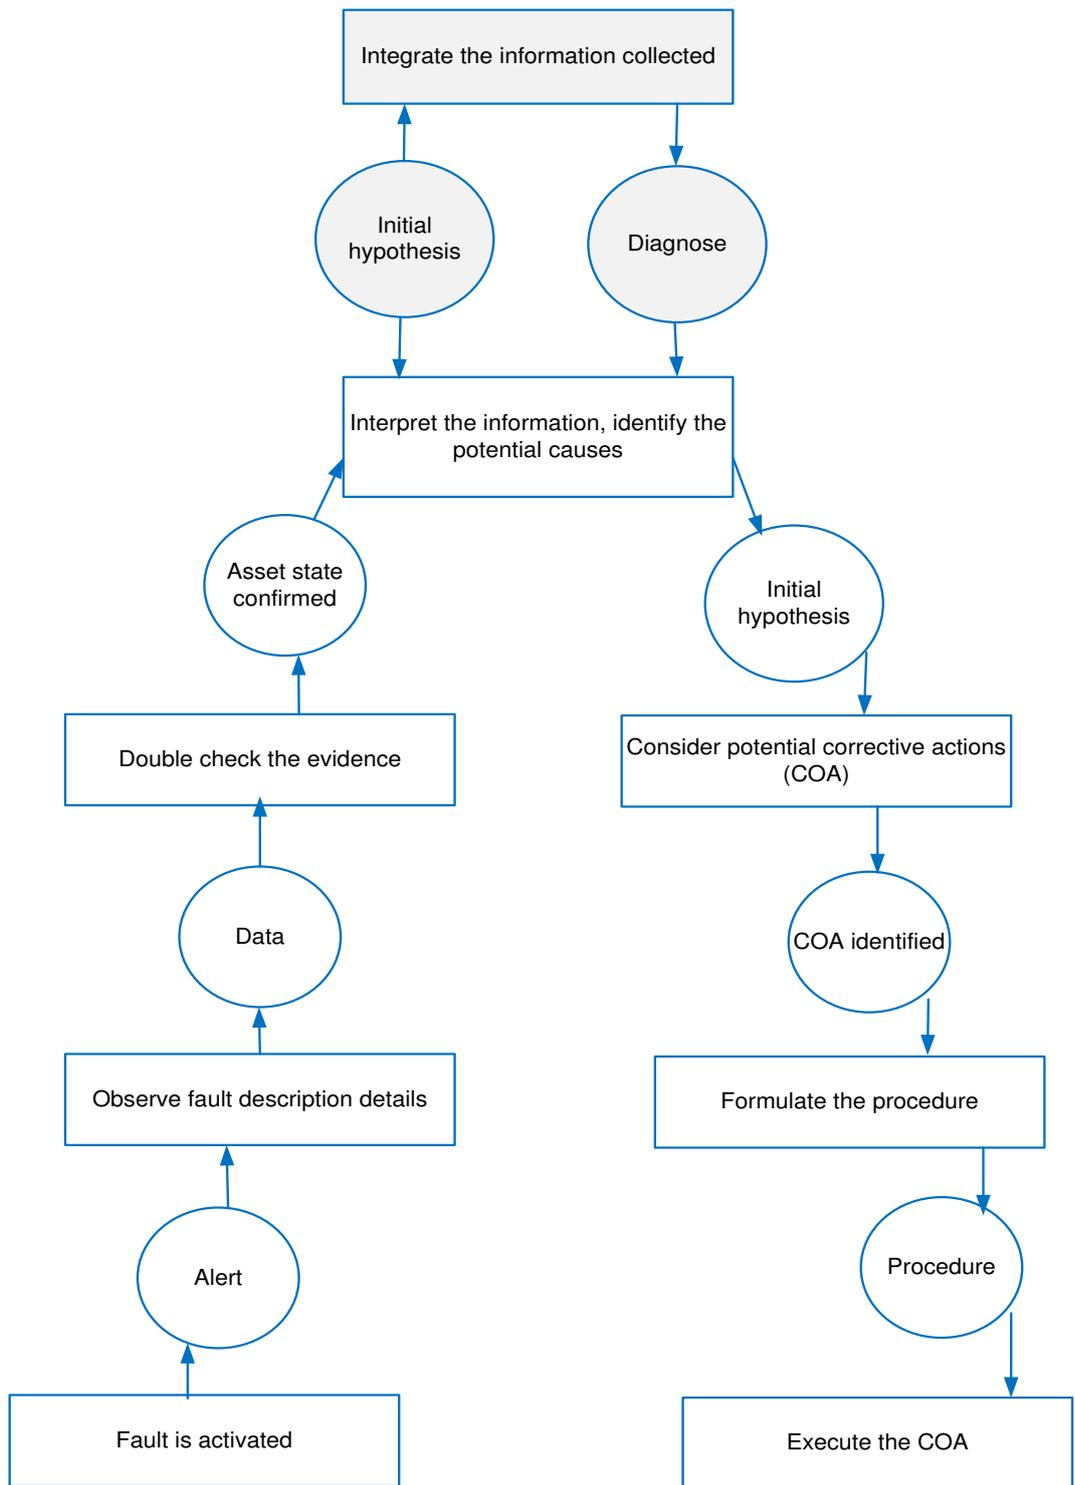 Integrate the information collected
Initial
hypothesis
Diagnose
Interpret the information, identify the
potential causes
Asset state
confirmed
Initial
hypothesis
Double check the evidence
Consider potential corrective actions
(COA)
Data
COA identified
Observe fault description details
Formulate the procedure
Alert
Procedure
Fault is activated
Execute the COA